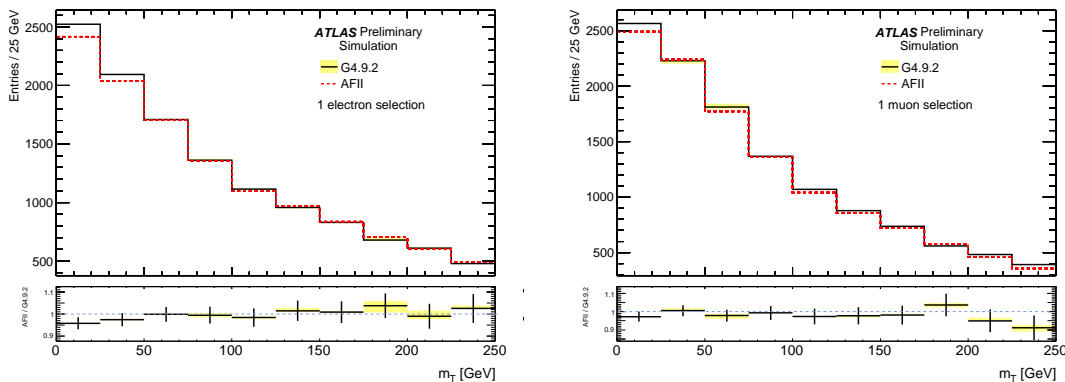 Entries / 25 GeV
2500
2000
1500
1000
500
ATLAS Preliminary
Simulation
G4.9.2
AFII
1 electron selection
AFII / G4.9.2
1.1
1
0.9
0 50 100 150 200 250
m_T [GeV]
Entries / 25 GeV
2500
2000
1500
1000
500
ATLAS Preliminary
Simulation
G4.9.2
AFII
1 muon selection
AFII / G4.9.2
1.1
1
0.9
0 50 100 150 200 250
m_T [GeV]